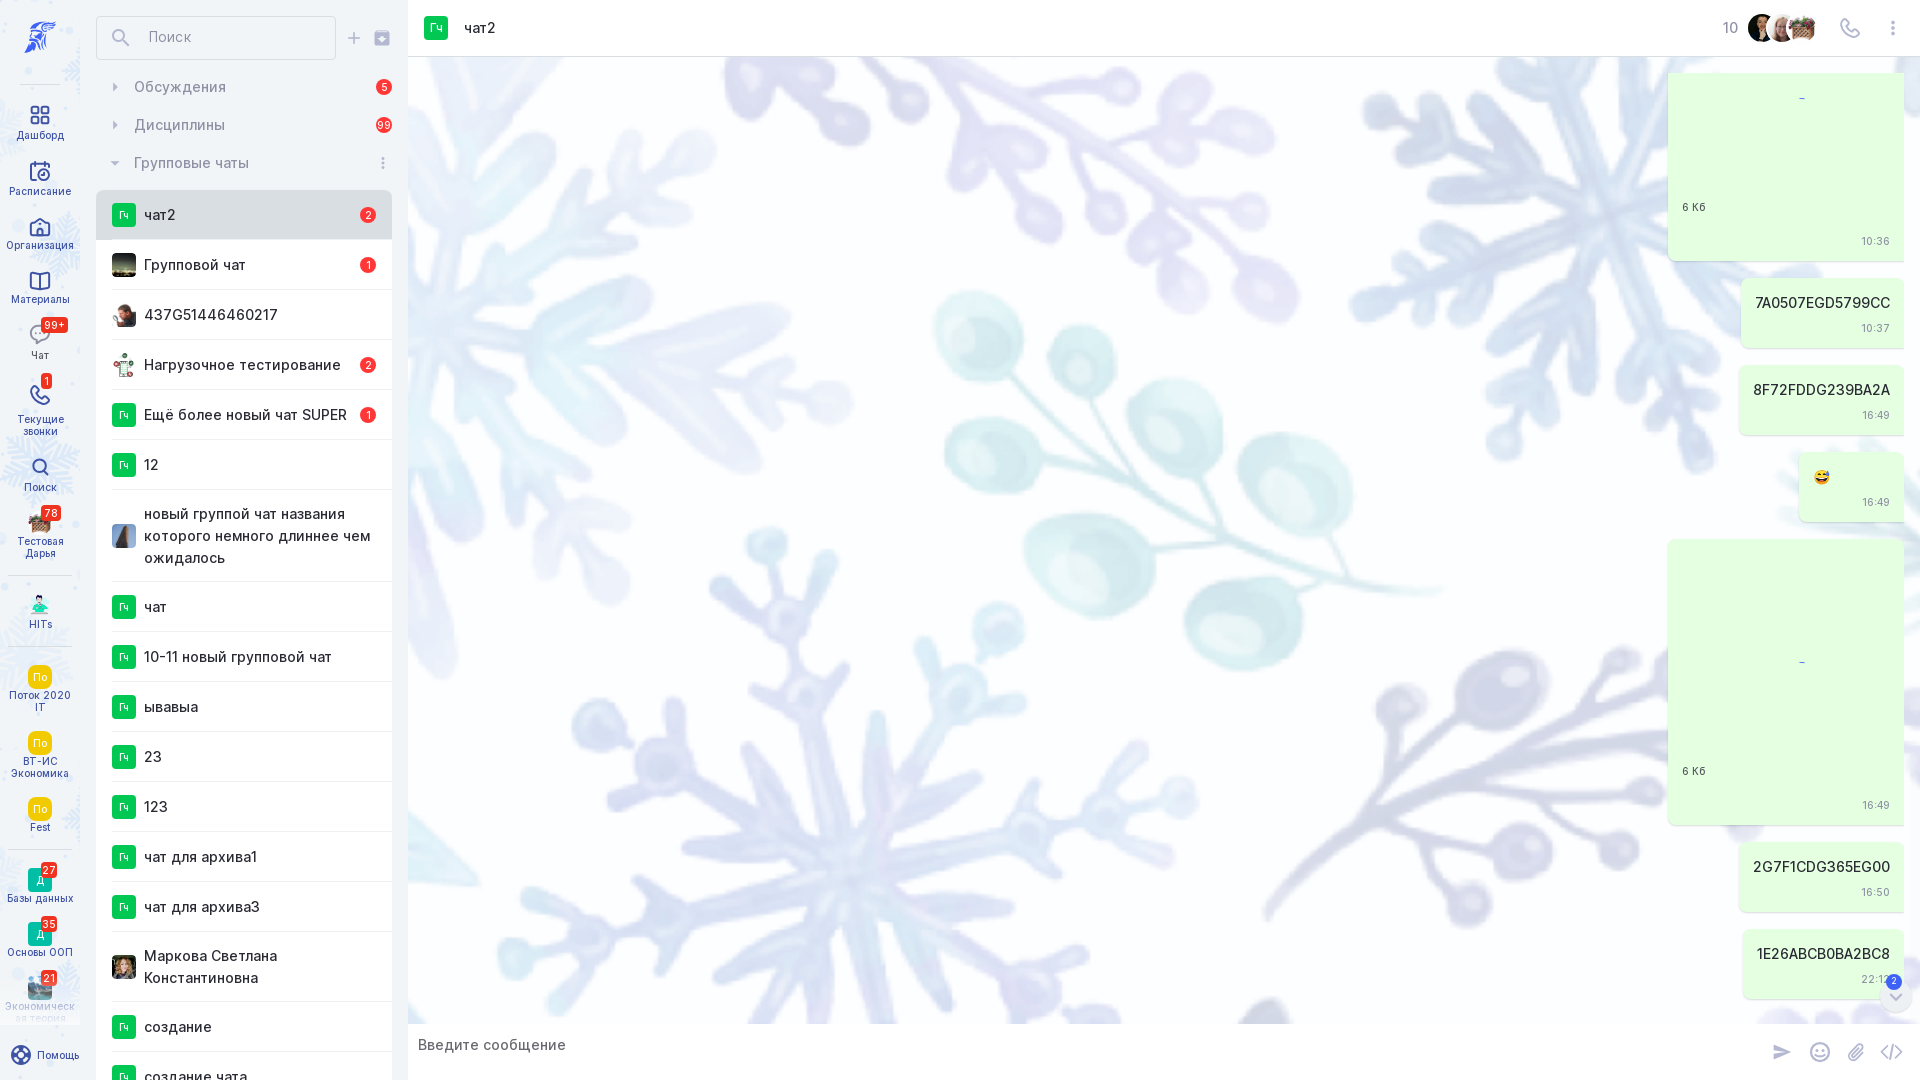 Дашборд
Расписание
Организация
Материалы
99+
Чат
1
Текущие
звонки
Поиск
78
Тестовая
Дарья
HITs
По
Поток 2020
IT
По
ВТ-ИС
Экономика
По
Fest
27
Д
Базы данных
35
Д
Основы ООП
21
Экономическ
ая теория
Помощь
Поиск
Обсуждения
5
Дисциплины
99
Групповые чаты
Гч
чат2
2
Групповой чат
1
437G51446460217
Нагрузочное тестирование
2
Гч
Ещё более новый чат SUPER
1
Гч
12
новый группой чат названия
которого немного длиннее чем
ожидалось
Гч
чат
Гч
10-11 новый групповой чат
Гч
ывавыа
Гч
23
Гч
123
Гч
чат для архива1
Гч
чат для архива3
Маркова Светлана
Константиновна
Гч
создание
Гч
создание чата
Гч
чат2
10
6 Кб
10:36
7A0507EGD5799CC
10:37
8F72FDDG239BA2A
16:49
😅
16:49
6 Кб
16:49
2G7F1CDG365EG00
16:50
1E26ABCB0BA2BC8
22:12
2
Введите сообщение